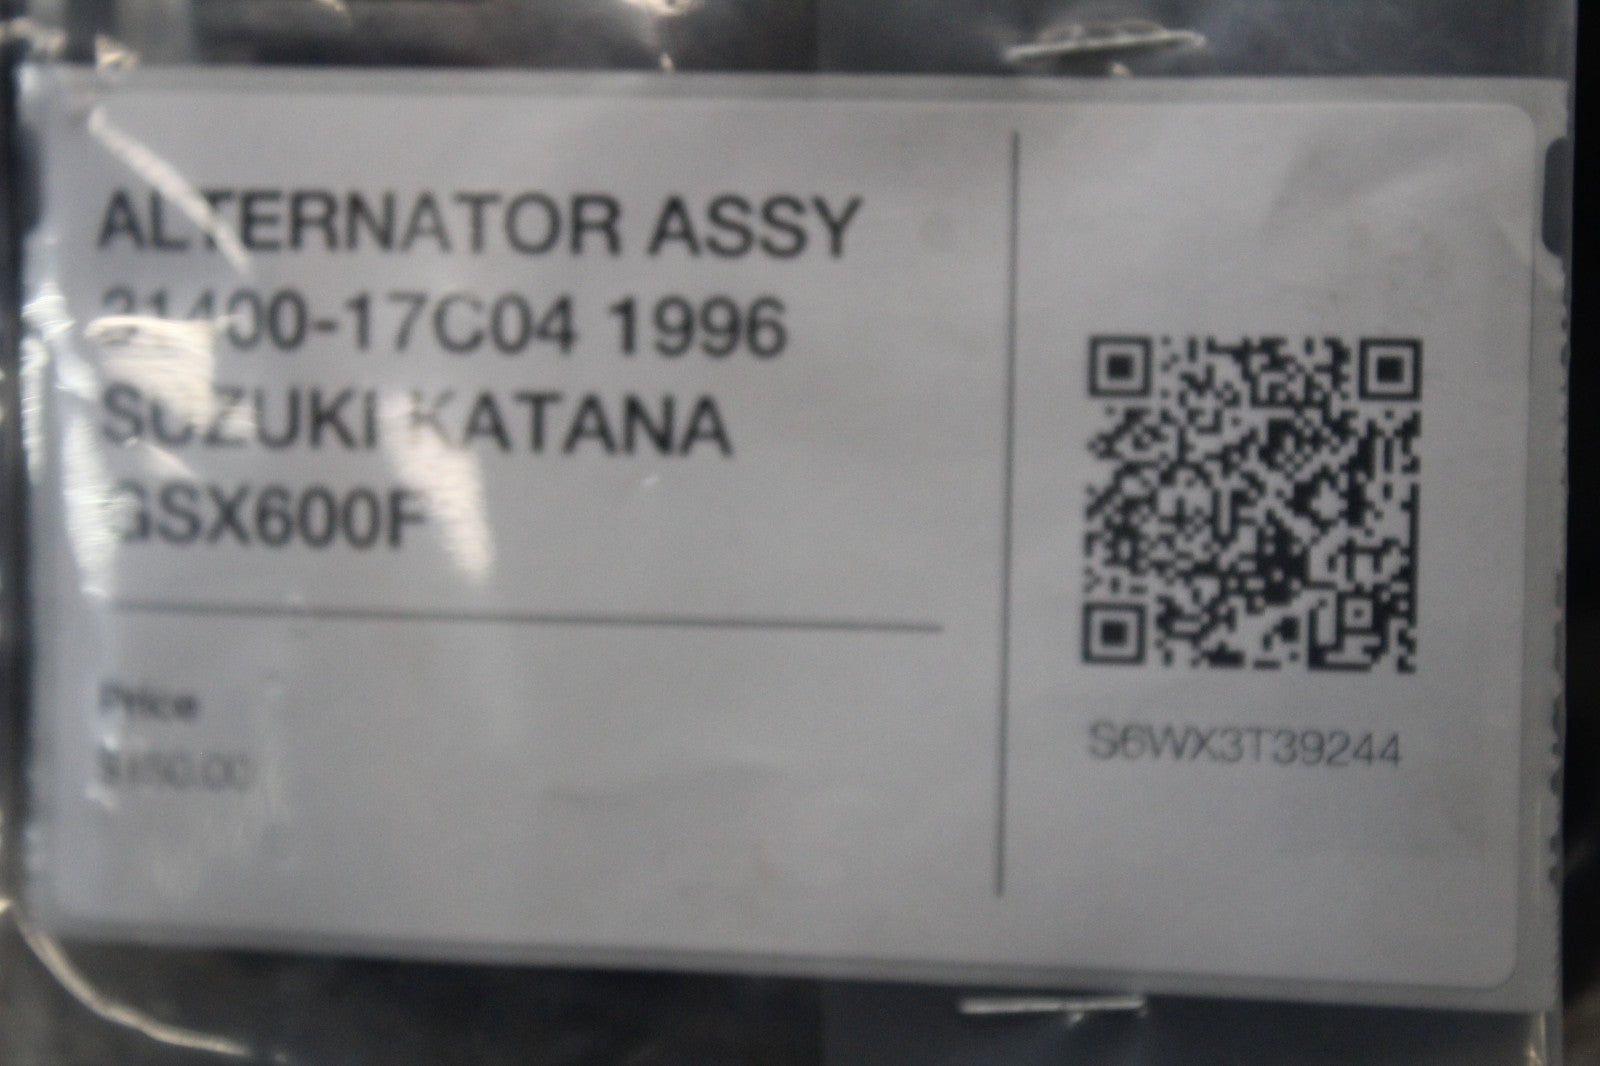 ALTERNATOR ASSY
31400-17C04 1996
SUZUKI KATANA
GSX600F
Price
S6WX3T39244